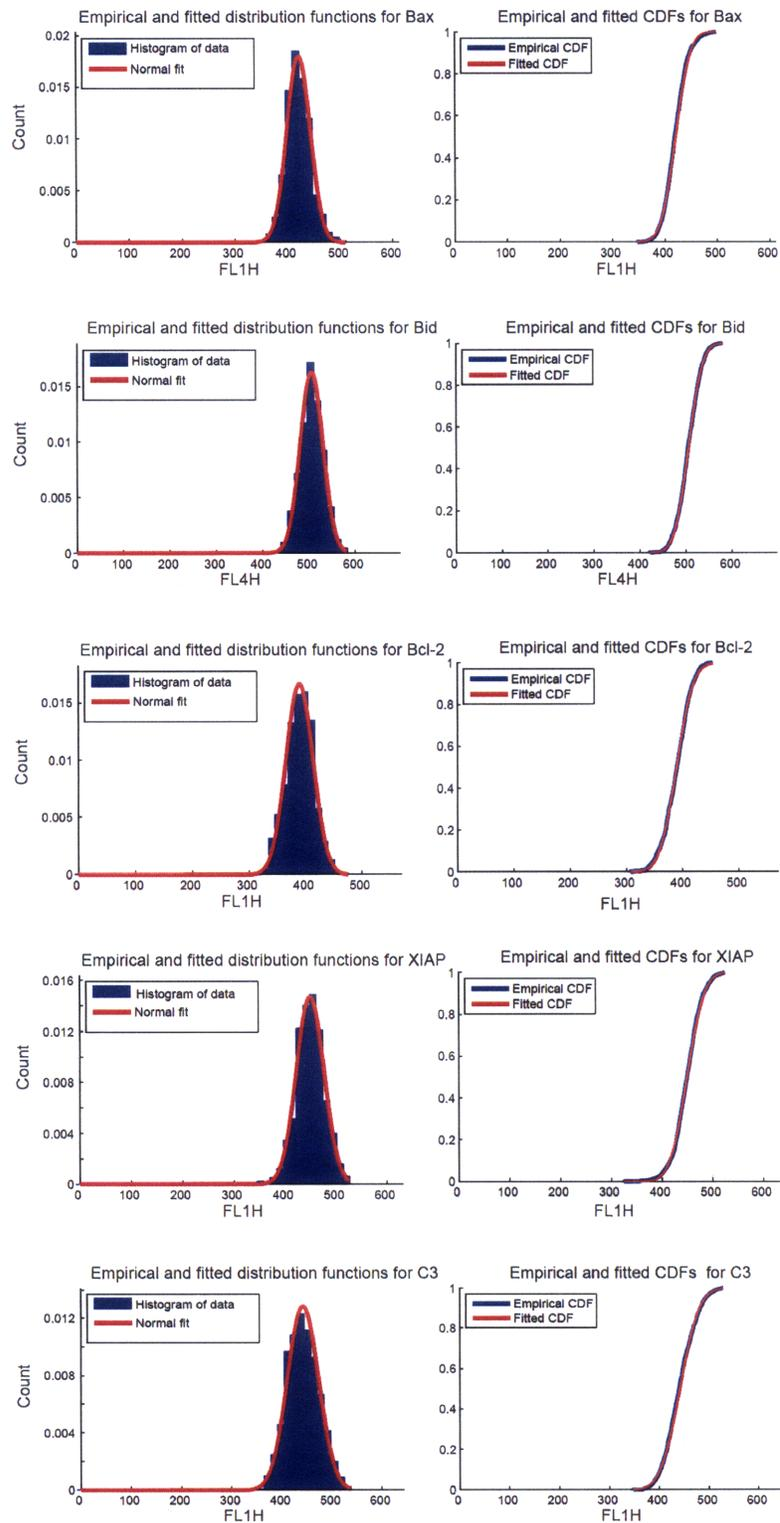 Empirical and fitted distribution functions for Bax
0.02
0.015
0.01
0.005
0
Count
Histogram of data
Normal fit
0 100 200 300 400 500 600
FL1H
Empirical and fitted CDFs for Bax
1
0.8
0.6
0.4
0.2
0
Empirical CDF
Fitted CDF
0 100 200 300 400 500 600
FL1H
Empirical and fitted distribution functions for Bid
0.015
0.01
0.005
0
Count
Histogram of data
Normal fit
0 100 200 300 400 500 600
FL4H
Empirical and fitted CDFs for Bid
1
0.8
0.6
0.4
0.2
0
Empirical CDF
Fitted CDF
0 100 200 300 400 500 600
FL4H
Empirical and fitted distribution functions for Bcl-2
0.015
0.01
0.005
0
Count
Histogram of data
Normal fit
0 100 200 300 400 500
FL1H
Empirical and fitted CDFs for Bcl-2
1
0.8
0.6
0.4
0.2
0
Empirical CDF
Fitted CDF
0 100 200 300 400 500
FL1H
Empirical and fitted distribution functions for XIAP
0.016
0.012
0.008
0.004
0
Count
Histogram of data
Normal fit
0 100 200 300 400 500 600
FL1H
Empirical and fitted CDFs for XIAP
1
0.8
0.6
0.4
0.2
0
Empirical CDF
Fitted CDF
0 100 200 300 400 500 600
FL1H
Empirical and fitted distribution functions for C3
0.012
0.008
0.004
0
Count
Histogram of data
Normal fit
0 100 200 300 400 500 600
FL1H
Empirical and fitted CDFs for C3
1
0.8
0.6
0.4
0.2
0
Empirical CDF
Fitted CDF
0 100 200 300 400 500 600
FL1H